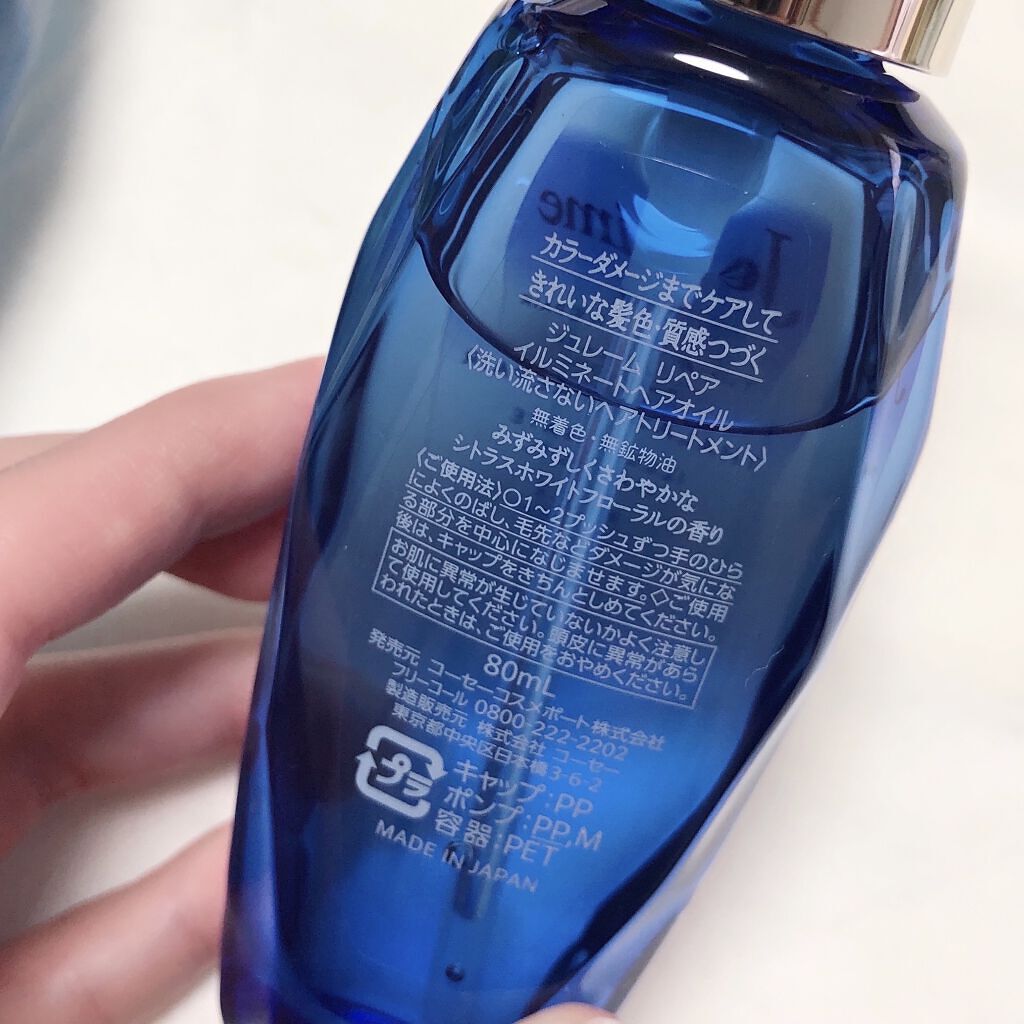 カラーダメージまでケアして
きれいな髪色・質感つづく
ジュレーム リペア
イルミネートヘアオイル
〈洗い流さないヘアトリートメント〉
無着色・無鉱物油
みずみずしくさわやかな
シトラスホワイトフローラルの香り
〈ご使用法〉○1～2プッシュずつ手のひら
によくのばし、毛先などダメージが気にな
る部分を中心になじませます。◇ご使用
後は、キャップをきちんとしめてください。
お肌に異常が生じていないかよく注意し
て使用してください。頭皮に異常があら
われたときは、ご使用をおやめください。
80mL
発売元 コーセーコスメポート株式会社
フリーコール 0800-222-2202
製造販売元 株式会社 コーセー
東京都中央区日本橋3-6-2
プラ
キャップ:PP
ポンプ:PP,M
容器:PET
MADE IN JAPAN